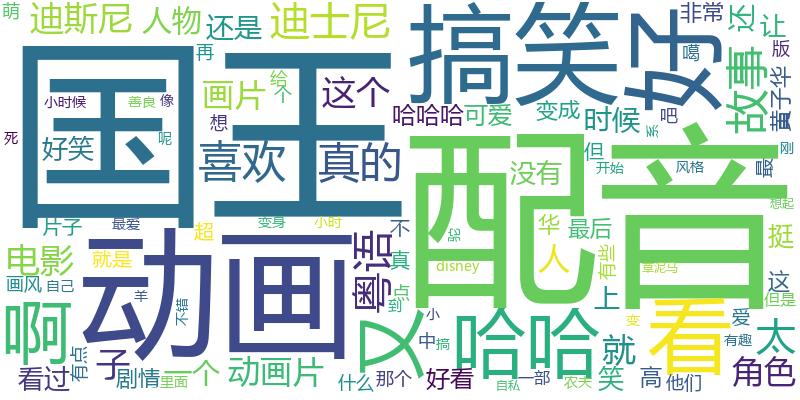 萌
迪斯尼
人物
还是
再
迪士尼
搞笑
好
非常
还
让
噶
版
国王
小时候
善良
像
死
呢
好笑
画片
给
个
想
喜欢
这个
真的
哈哈哈
可爱
变成
时候
吧
故事
黄子华
系
但
没有
开始
风格
最
刚
配音
想起
片子
最爱
超
变身
小时
电影
就是
画风
自己
羊
不错
动画
粤语
不
真
点
到
disney
华
人
最后
有些
草泥马
挺
这
但是
啊
上
看
变
爱
有趣
太
又
小
中
搞
哈哈
就
笑
高
他们
角色
看过
有点
子
剧情
里面
一个
动画片
什么
那个
好看
自私
一部
农夫